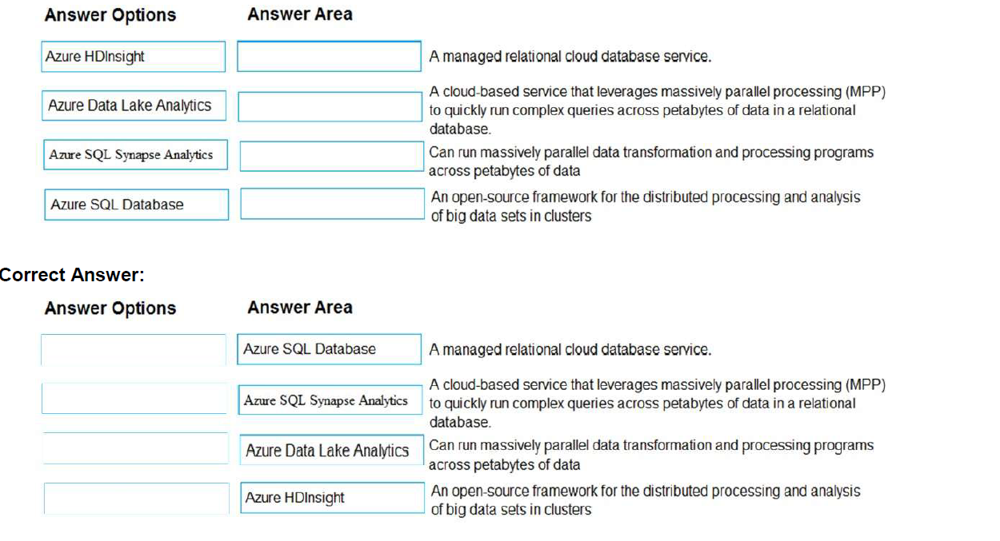 Answer Options
Answer Area
Azure HDInsight
A managed relational cloud database service.
Azure Data Lake Analytics
A cloud-based service that leverages massively parallel processing (MPP)
to quickly run complex queries across petabytes of data in a relational
database.
Azure SQL Synapse Analytics
Can run massively parallel data transformation and processing programs
across petabytes of data
Azure SQL Database
An open-source framework for the distributed processing and analysis
of big data sets in clusters
Correct Answer:
Answer Options
Answer Area
Azure SQL Database
A managed relational cloud database service.
Azure SQL Synapse Analytics
A cloud-based service that leverages massively parallel processing (MPP)
to quickly run complex queries across petabytes of data in a relational
database.
Azure Data Lake Analytics
Can run massively parallel data transformation and processing programs
across petabytes of data
Azure HDInsight
An open-source framework for the distributed processing and analysis
of big data sets in clusters